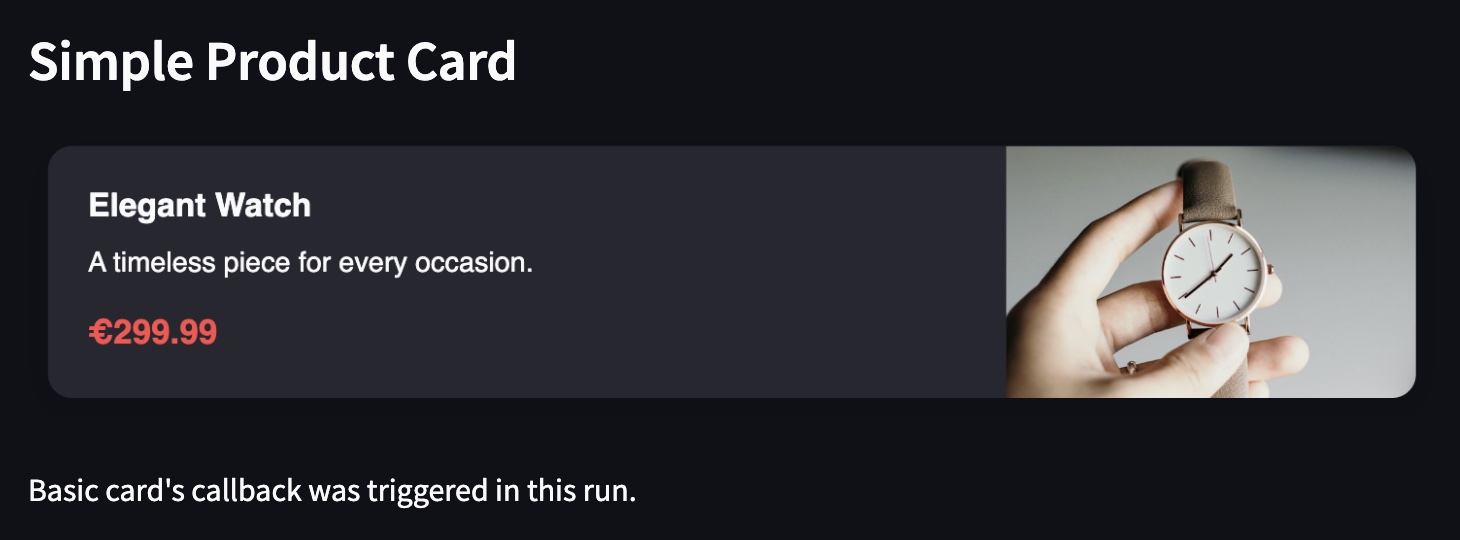 Simple Product Card
Elegant Watch
A timeless piece for every occasion.
€299.99
Basic card's callback was triggered in this run.